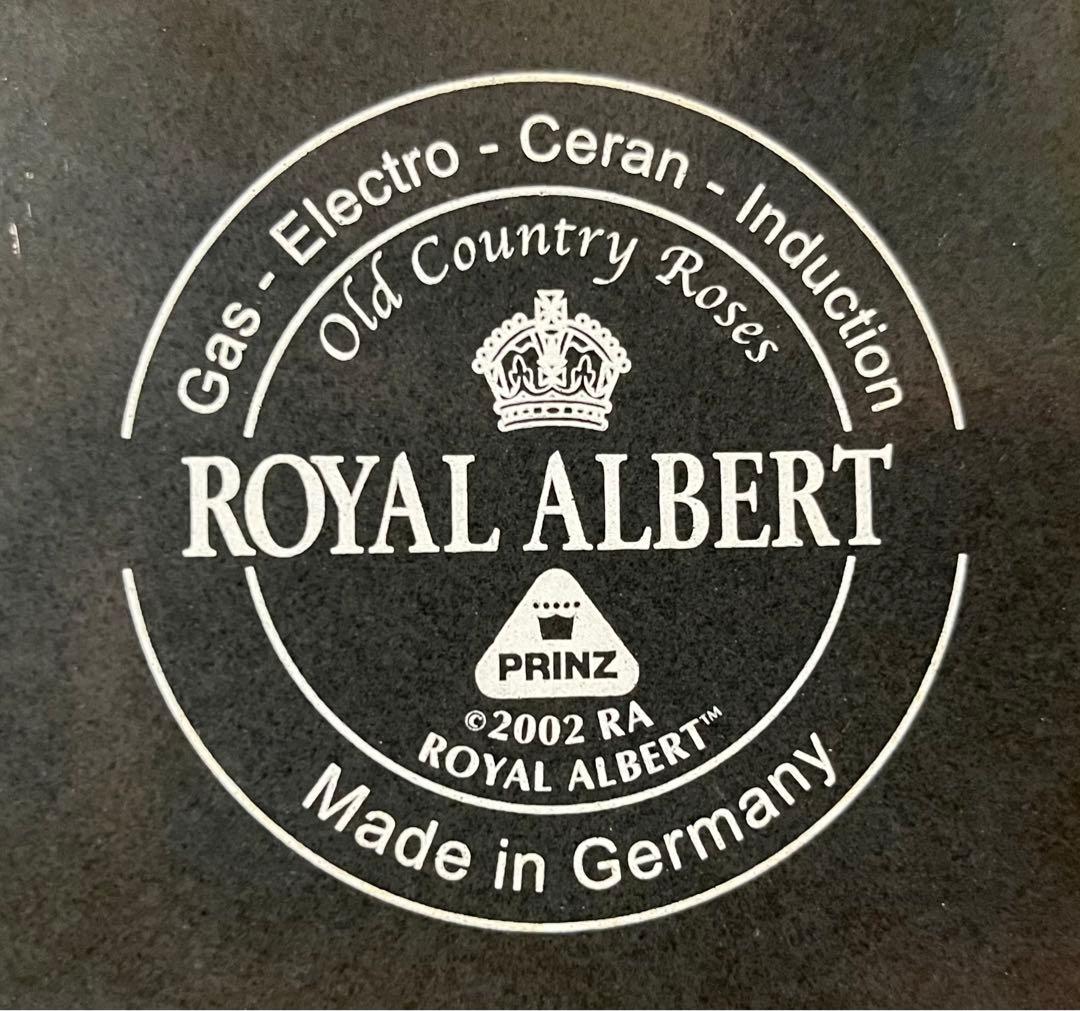 Gas - Electro - Ceran - Induction
Old Country Roses
ROYAL ALBERT
PRINZ
©2002 RA
ROYAL ALBERT™
Made in Germany